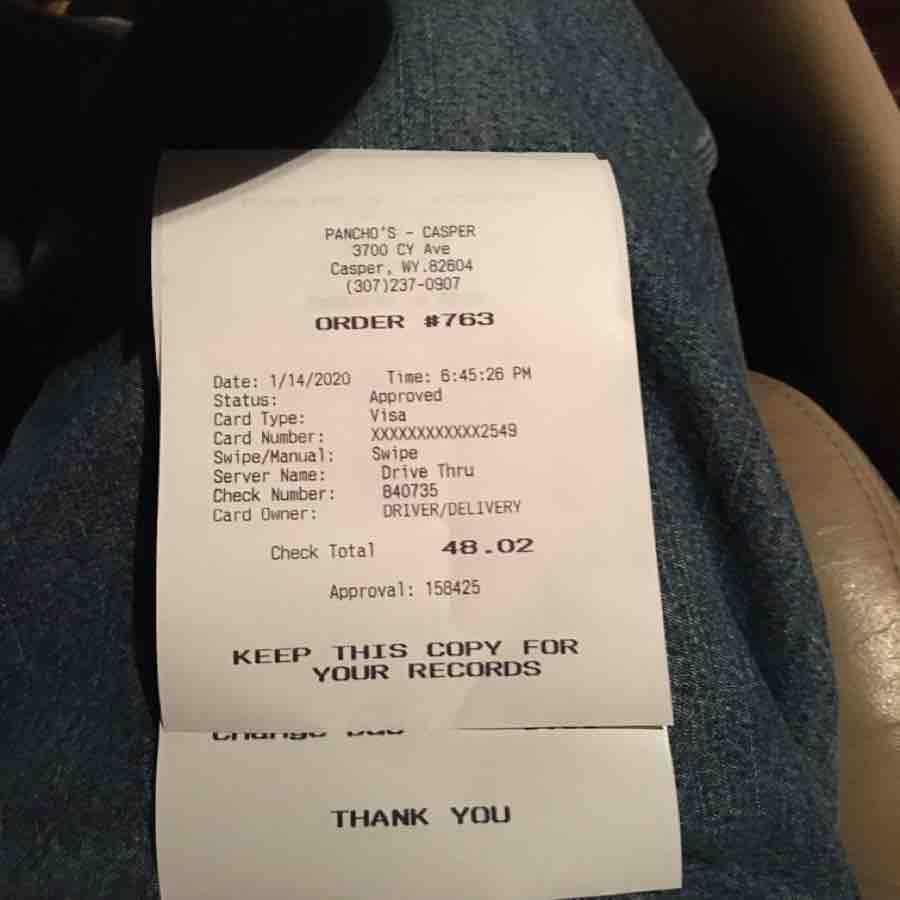 PANCHO'S - CASPER
3700 CY Ave
Casper, WY.82604
(307)237-0907
ORDER #763
Date: 1/14/2020 Time: 6:45:26 PM
Status: Approved
Card Type: Visa
Card Number: XXXXXXXXXXXX2549
Swipe/Manual: Swipe
Server Name: Drive Thru
Check Number: 840735
Card Owner: DRIVER/DELIVERY
Check Total 48.02
Approval: 158425
KEEP THIS COPY FOR
YOUR RECORDS
Change Due
THANK YOU